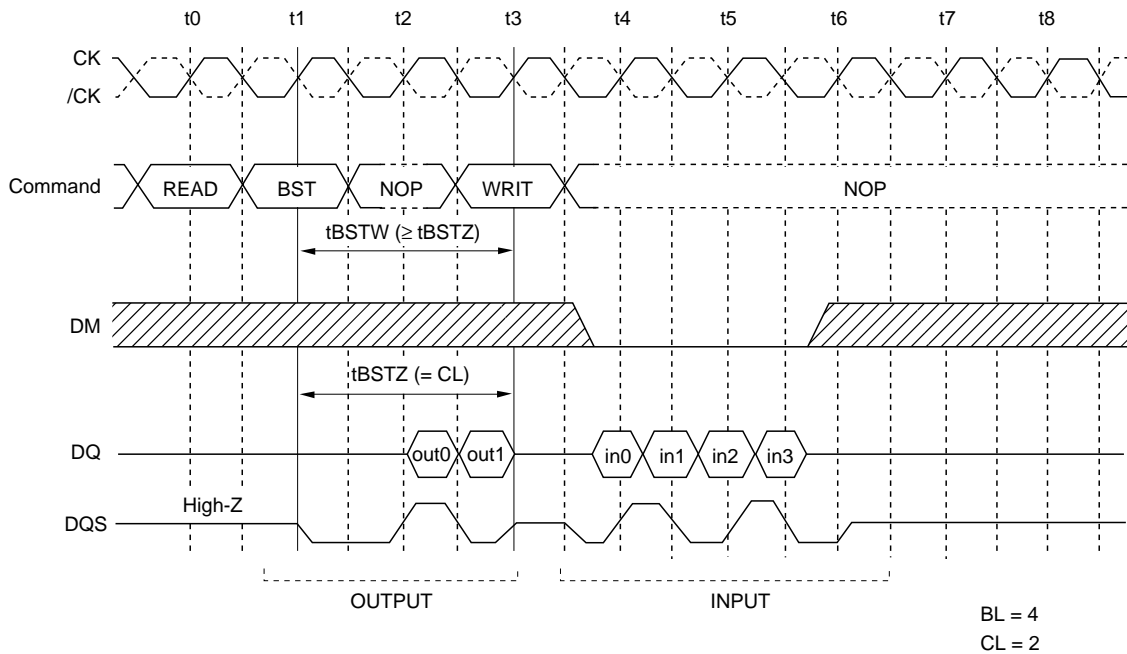 t0 t1 t2 t3 t4 t5 t6 t7 t8
CK
/CK
Command READ BST NOP WRIT NOP
tBSTW (≥ tBSTZ)
DM
tBSTZ (= CL)
DQ out0 out1 in0 in1 in2 in3
High-Z
DQS
OUTPUT INPUT
BL = 4
CL = 2